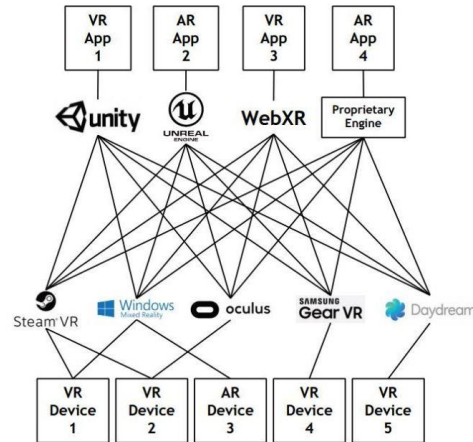 VR
App
1
AR
App
2
VR
App
3
AR
App
4
unity
UNREAL
ENGINE
WebXR
Proprietary
Engine
Steam VR
Windows
Mixed Reality
oculus
SAMSUNG
Gear VR
Daydream
VR
Device
1
VR
Device
2
AR
Device
3
VR
Device
4
VR
Device
5